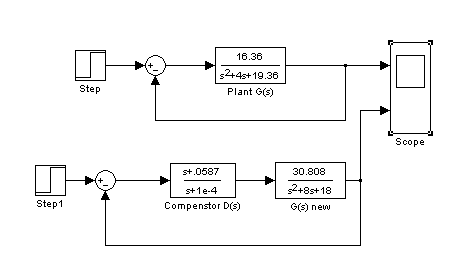 16.36
s²+4s+19.36
Step
Plant G(s)
Scope
s+.0587
s+1e-4
30.808
s²+8s+18
Step1
Compenstor D(s)
G(s) new